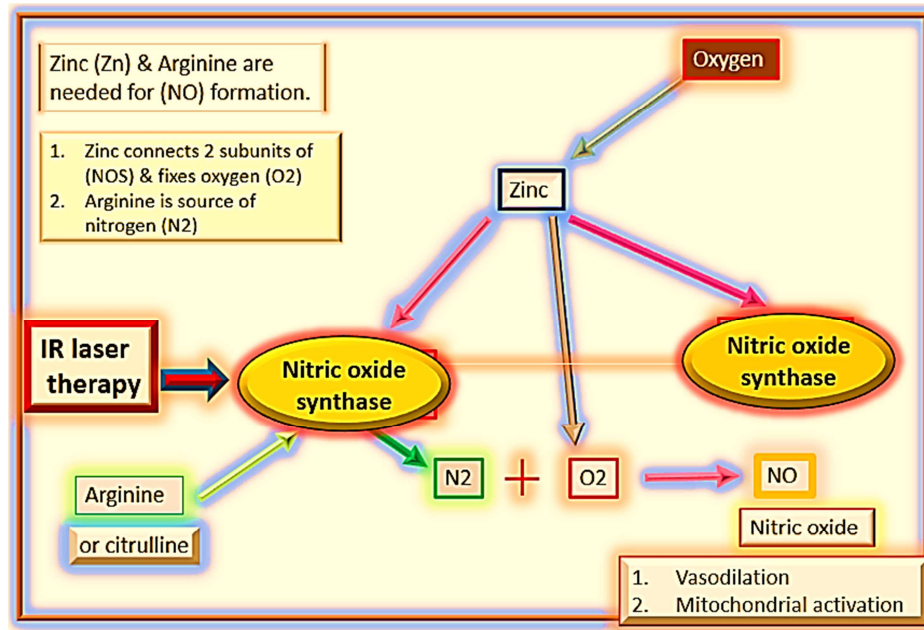 Zinc (Zn) & Arginine are
needed for (NO) formation.
1. Zinc connects 2 subunits of
(NOS) & fixes oxygen (O2)
2. Arginine is source of
nitrogen (N2)
Oxygen
Zinc
IR laser
therapy
Nitric oxide
synthase
Nitric oxide
synthase
Arginine
or citrulline
N2 + O2
NO
Nitric oxide
1. Vasodilation
2. Mitochondrial activation